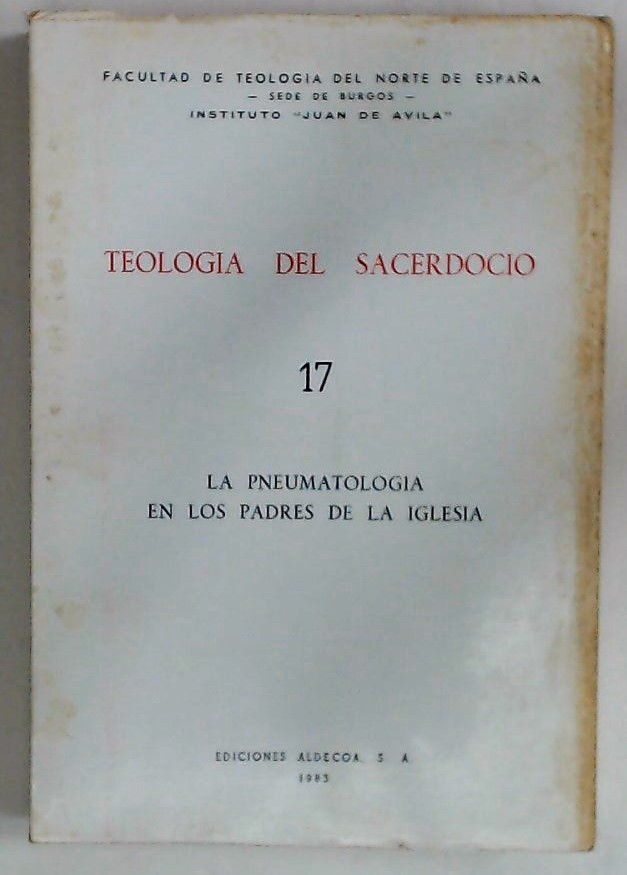 FACULTAD DE TEOLOGIA DEL NORTE DE ESPAÑA
— SEDE DE BURGOS —
INSTITUTO "JUAN DE AVILA"
TEOLOGIA DEL SACERDOCIO
17
LA PNEUMATOLOGIA
EN LOS PADRES DE LA IGLESIA
EDICIONES ALDECOA, S. A.
1983